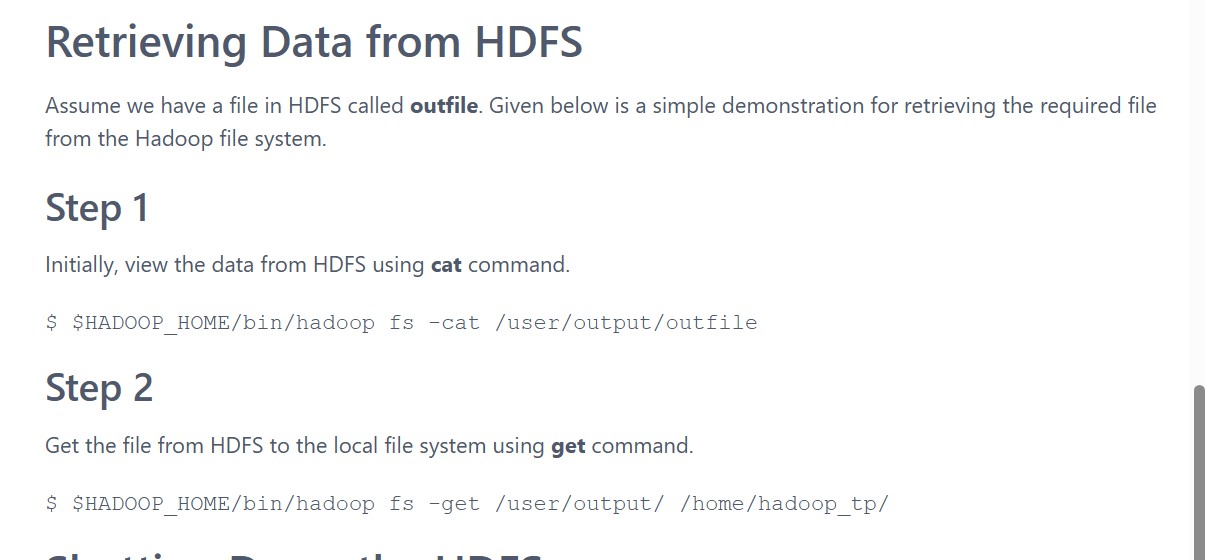 Retrieving Data from HDFS
Assume we have a file in HDFS called outfile. Given below is a simple demonstration for retrieving the required file
from the Hadoop file system.
Step 1
Initially, view the data from HDFS using cat command.
$ $HADOOP_HOME/bin/hadoop fs -cat /user/output/outfile
Step 2
Get the file from HDFS to the local file system using get command.
$ $HADOOP_HOME/bin/hadoop fs -get /user/output/ /home/hadoop_tp/